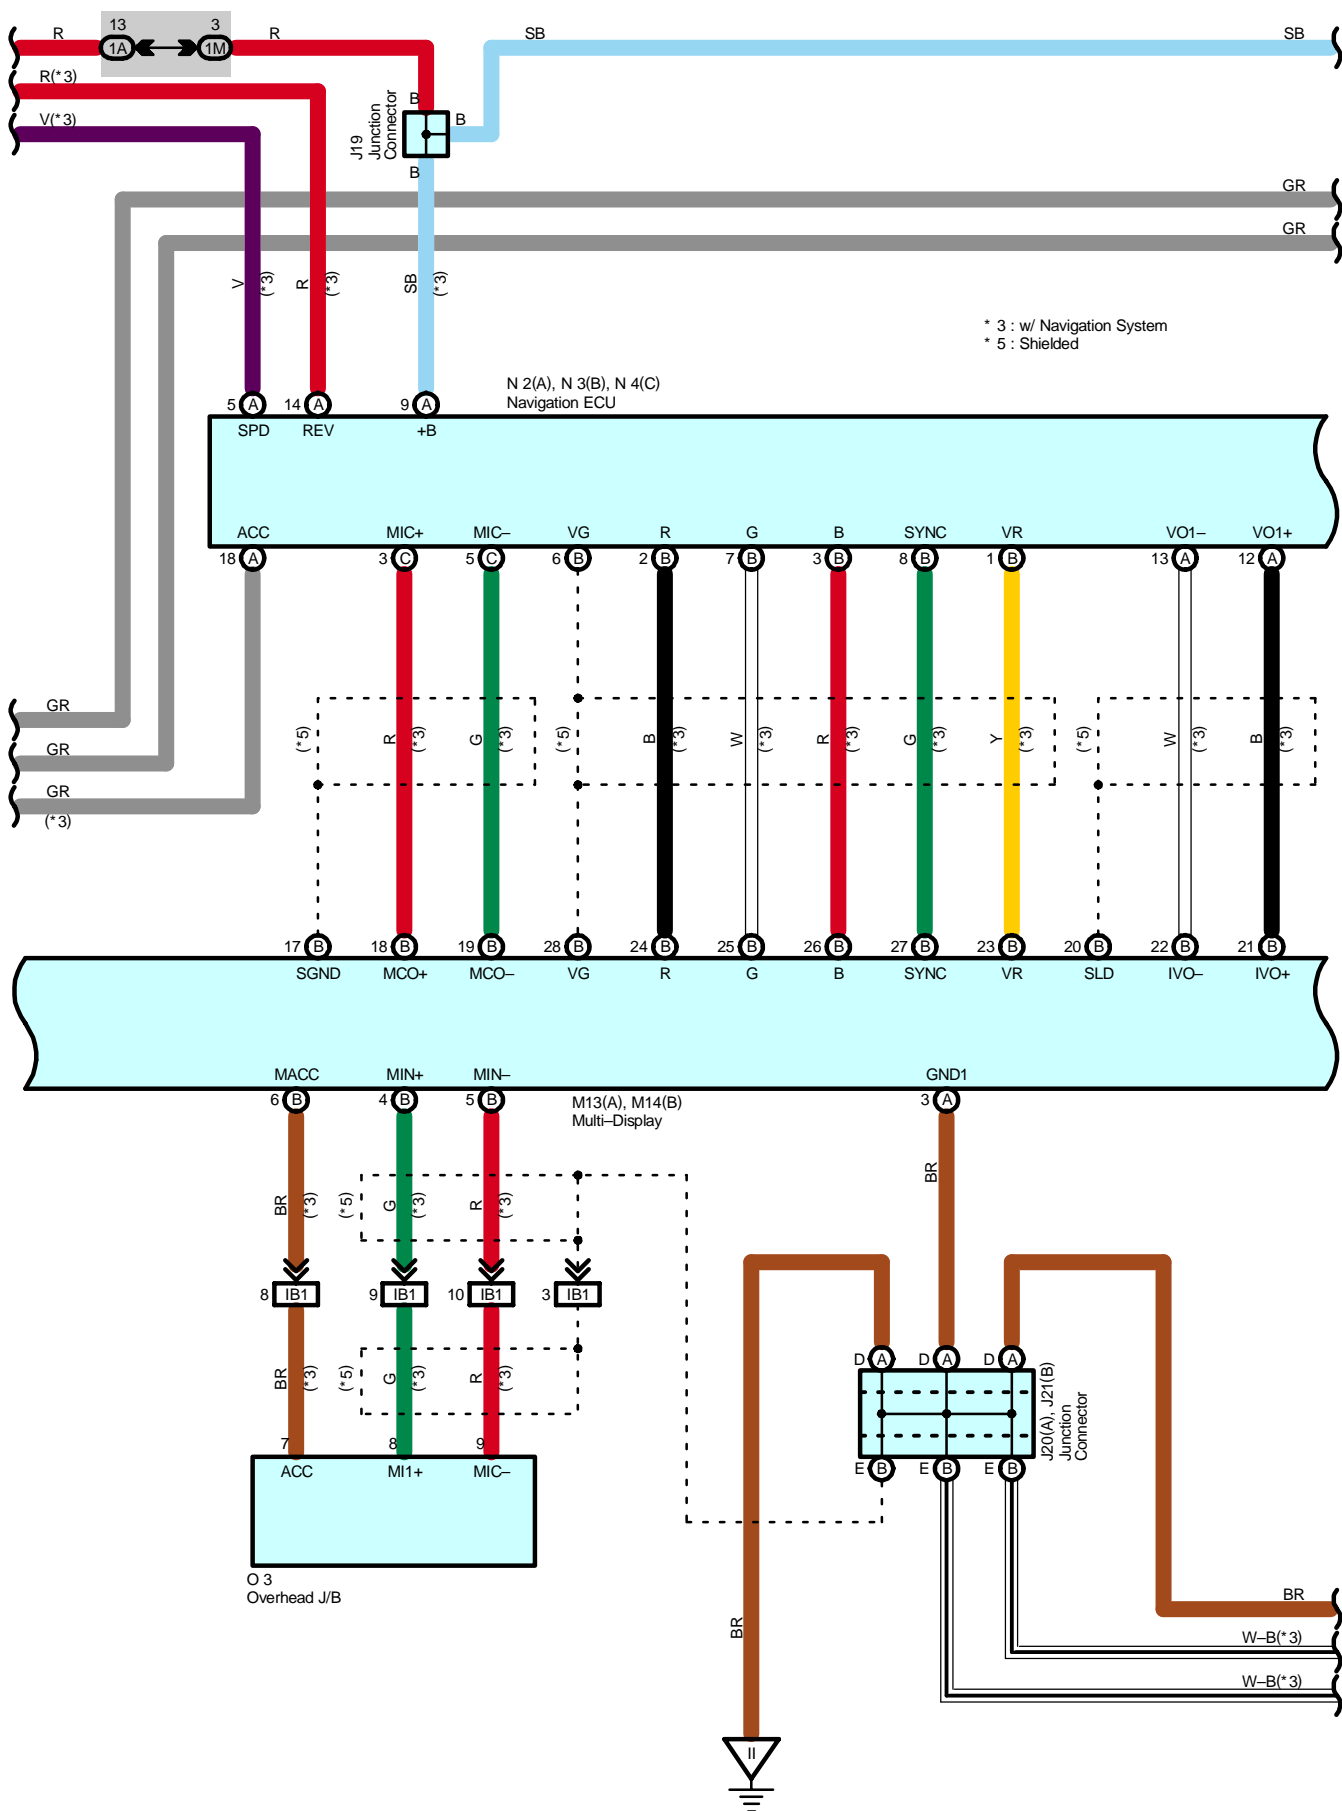 13 3
R 1A 1M R SB SB
R(*3)
B
V(*3) B
J19
Junction
Connector
B
GR
GR
V (*3) R (*3) SB (*3)
* 3 : w/ Navigation System
* 5 : Shielded
N 2(A), N 3(B), N 4(C)
Navigation ECU
5 A 14 A 9 A
SPD REV +B
ACC MIC+ MIC– VG R G B SYNC VR VO1– VO1+
18 A 3 C 5 C 6 B 2 B 7 B 3 B 8 B 1 B 13 A 12 A
GR
(*5) R (*3) G (*3) (*5) B (*3) W (*3) R (*3) G (*3) Y (*3) (*5) W (*3) B (*3)
GR
GR
(*3)
17 B 18 B 19 B 28 B 24 B 25 B 26 B 27 B 23 B 20 B 22 B 21 B
SGND MCO+ MCO– VG R G B SYNC VR SLD IVO– IVO+
MACC MIN+ MIN– GND1
6 B 4 B 5 B 3 A
M13(A), M14(B)
Multi–Display
BR
BR (*3) (*5) G (*3) R (*3)
8 IB1 9 IB1 10 IB1 3 IB1
D A D A D A
BR (*3) (*5) G (*3) R (*3)
J20(A), J21(B)
Junction
Connector
7 8 9
ACC MI1+ MIC–
E B E B E B
O 3
Overhead J/B
BR
BR
W–B(*3)
W–B(*3)
II